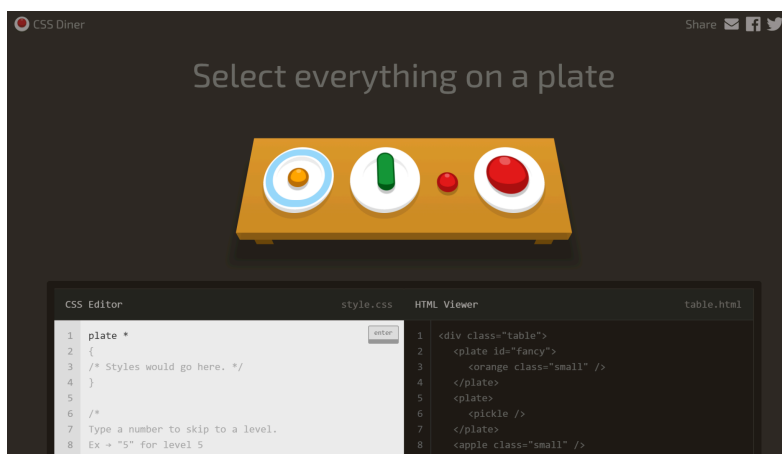 CSS Diner
Share
Select everything on a plate
CSS Editor style.css
1 plate * enter
2 {
3 /* Styles would go here. */
4 }
5
6 /*
7 Type a number to skip to a level.
8 Ex → "5" for level 5
HTML Viewer table.html
1 <div class="table">
2 <plate id="fancy">
3 <orange class="small" />
4 </plate>
5 <plate>
6 <pickle />
7 </plate>
8 <apple class="small" />